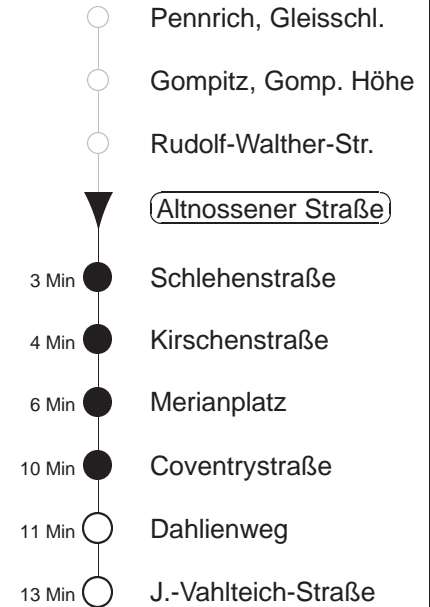 Pennrich, Gleisschl.
Gompitz, Gomp. Höhe
Rudolf-Walther-Str.
Altnossener Straße
3 Min Schlehenstraße
4 Min Kirschenstraße
6 Min Merianplatz
10 Min Coventrystraße
11 Min Dahlienweg
13 Min J.-Vahlteich-Straße